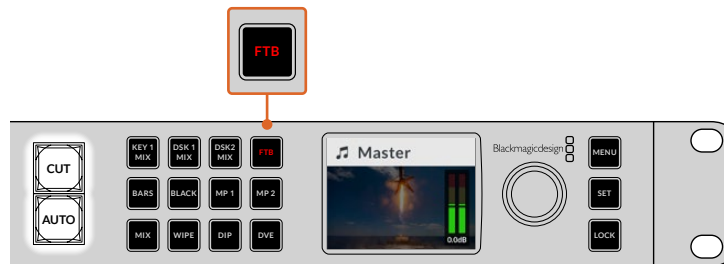 FTB
CUT
AUTO
KEY 1 MIX
DSK 1 MIX
DSK2 MIX
FTB
BARS
BLACK
MP 1
MP 2
MIX
WIPE
DIP
DVE
Master
0.0dB
Blackmagicdesign
MENU
SET
LOCK